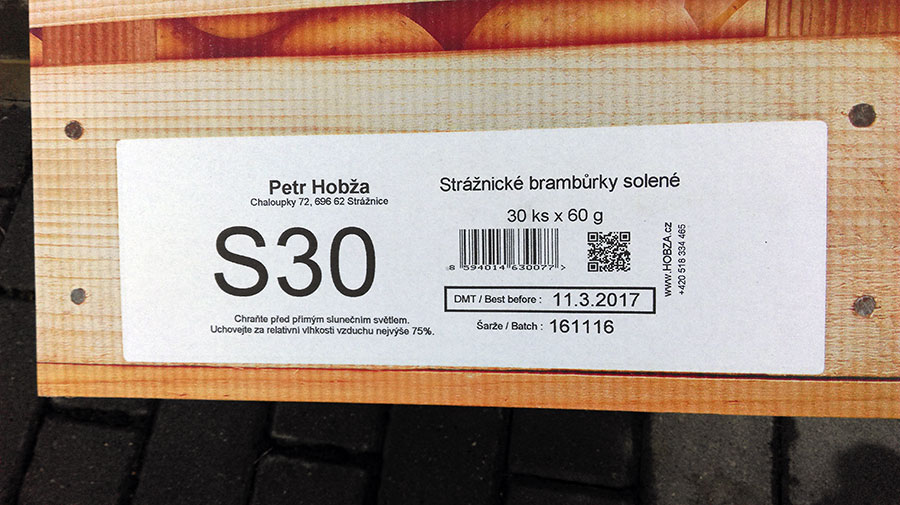 Petr Hobža
Chaloupky 72, 696 62 Strážnice
S30
Chraňte před přímým slunečním světlem.
Uchovejte za relativní vlhkosti vzduchu nejvýše 75%.
Strážnické brambůrky solené
30 ks x 60 g
8 594014 630077 >
DMT / Best before : 11.3.2017
Šarže / Batch : 161116
www.HOBZA.cz
+420 518 334 465